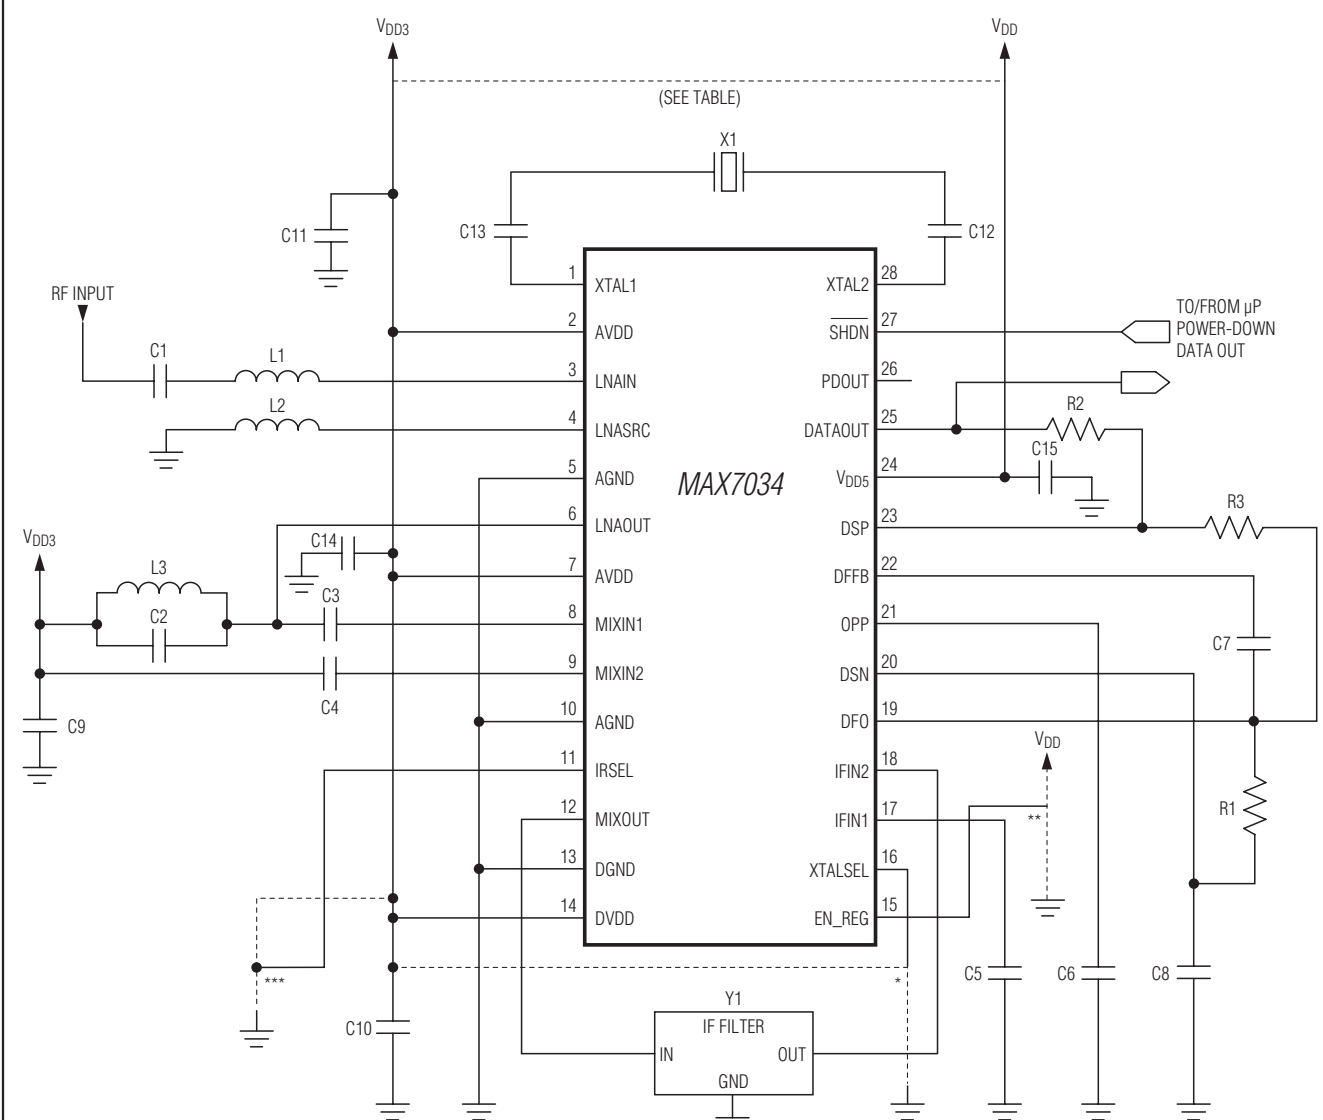 VDD3
VDD
(SEE TABLE)
X1
C13
C12
C11
RF INPUT
C1
L1
L2
1 XTAL1
2 AVDD
3 LNAIN
4 LNASRC
5 AGND
6 LNAOUT
7 AVDD
8 MIXIN1
9 MIXIN2
10 AGND
11 IRSEL
12 MIXOUT
13 DGND
14 DVDD
MAX7034
XTAL2 28
SHDN 27
PDOUT 26
DATAOUT 25
VDD5 24
DSP 23
DFFB 22
OPP 21
DSN 20
DFO 19
IFIN2 18
IFIN1 17
XTALSEL 16
EN_REG 15
TO/FROM µP
POWER-DOWN
DATA OUT
R2
C15
R3
VDD3
L3
C2
C14
C3
C4
C9
C7
VDD
**
R1
***
*
C10
Y1
IF FILTER
IN
OUT
GND
C5
C6
C8